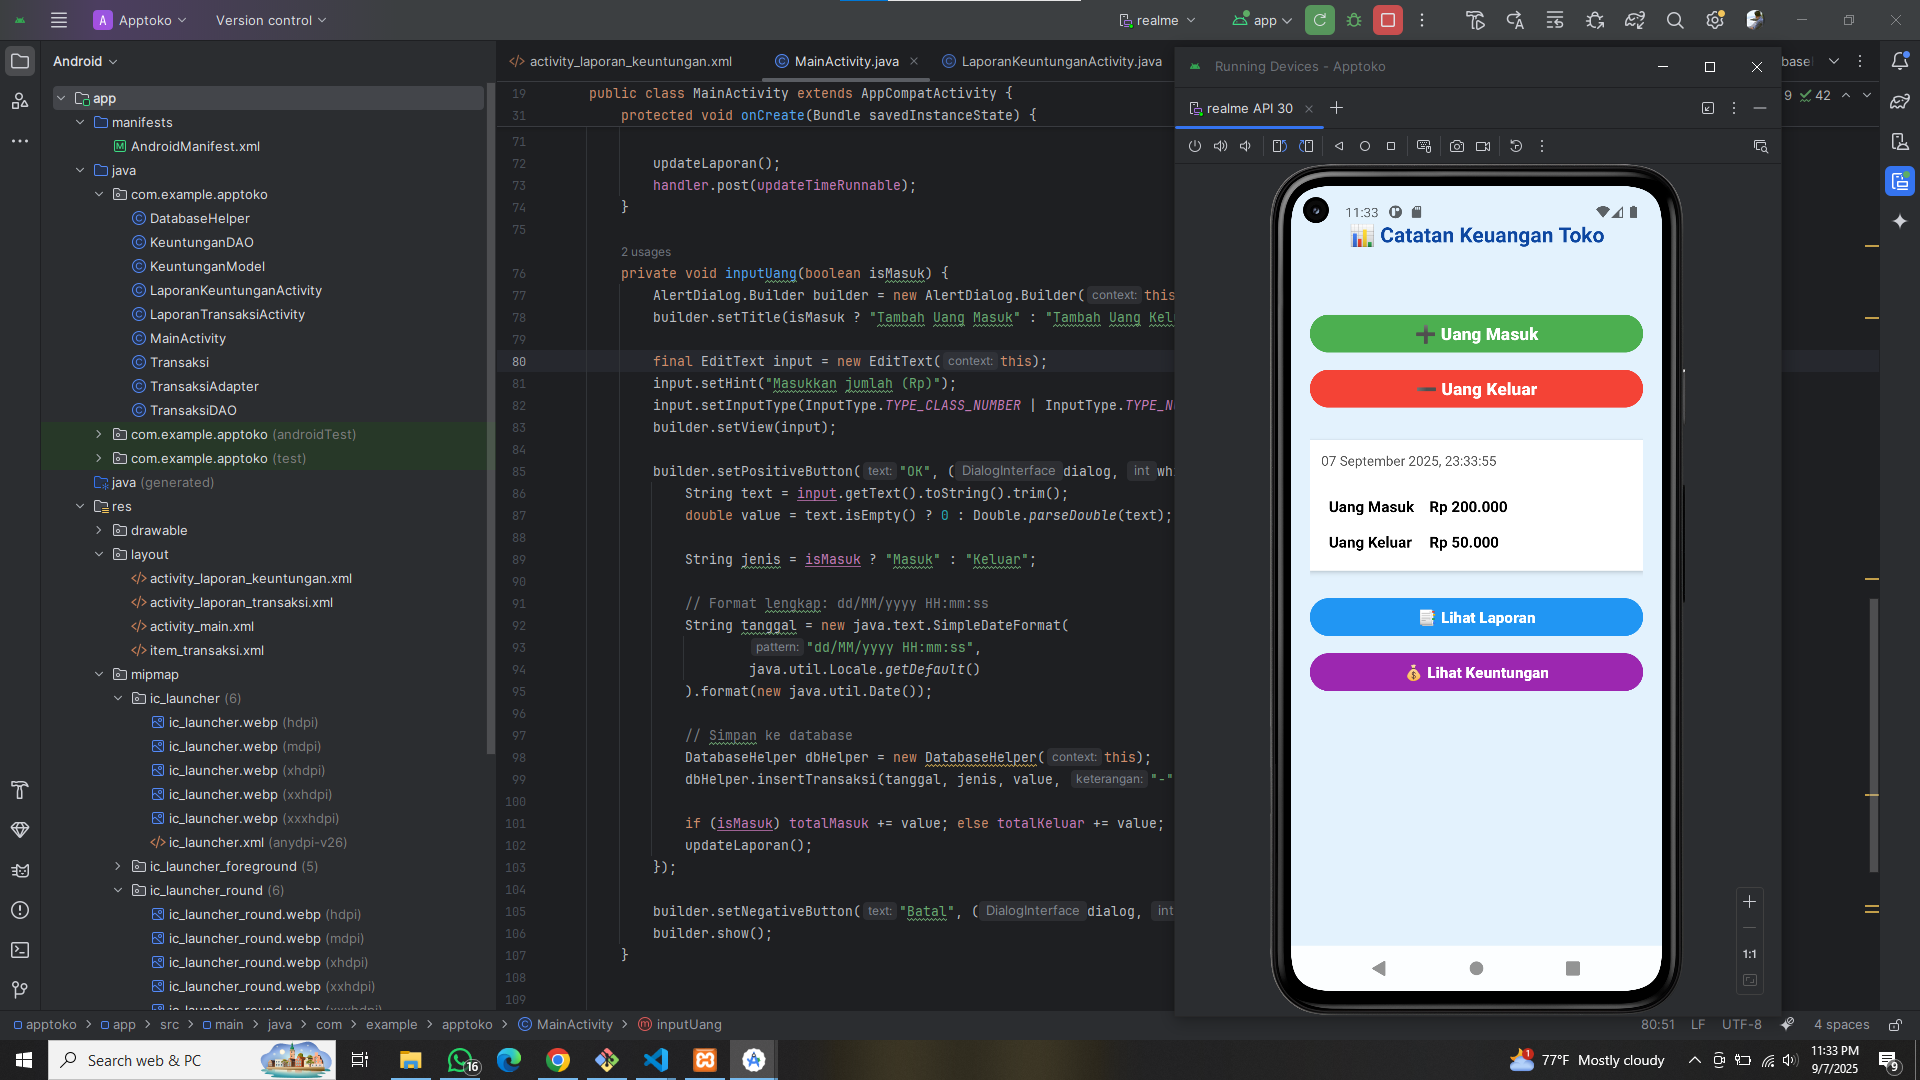 A Apptoko
Version control
realme
app
Android
app
manifests
AndroidManifest.xml
java
com.example.apptoko
DatabaseHelper
KeuntunganDAO
KeuntunganModel
LaporanKeuntunganActivity
LaporanTransaksiActivity
MainActivity
Transaksi
TransaksiAdapter
TransaksiDAO
com.example.apptoko (androidTest)
com.example.apptoko (test)
java (generated)
res
drawable
layout
activity_laporan_keuntungan.xml
activity_laporan_transaksi.xml
activity_main.xml
item_transaksi.xml
mipmap
ic_launcher (6)
ic_launcher.webp (hdpi)
ic_launcher.webp (mdpi)
ic_launcher.webp (xhdpi)
ic_launcher.webp (xxhdpi)
ic_launcher.webp (xxxhdpi)
ic_launcher.xml (anydpi-v26)
ic_launcher_foreground (5)
ic_launcher_round (6)
ic_launcher_round.webp (hdpi)
ic_launcher_round.webp (mdpi)
ic_launcher_round.webp (xhdpi)
ic_launcher_round.webp (xxhdpi)
activity_laporan_keuntungan.xml
MainActivity.java
LaporanKeuntunganActivity.java
19 public class MainActivity extends AppCompatActivity {
31 protected void onCreate(Bundle savedInstanceState) {
71
72 updateLaporan();
73 handler.post(updateTimeRunnable);
74 }
75
2 usages
76 private void inputUang(boolean isMasuk) {
77 AlertDialog.Builder builder = new AlertDialog.Builder( context: this
78 builder.setTitle(isMasuk ? "Tambah Uang Masuk" : "Tambah Uang Kel
79
80 final EditText input = new EditText( context: this);
81 input.setHint("Masukkan jumlah (Rp)");
82 input.setInputType(InputType.TYPE_CLASS_NUMBER | InputType.TYPE_N
83 builder.setView(input);
84
85 builder.setPositiveButton( text: "OK", ( DialogInterface dialog, int wh
86 String text = input.getText().toString().trim();
87 double value = text.isEmpty() ? 0 : Double.parseDouble(text);
88
89 String jenis = isMasuk ? "Masuk" : "Keluar";
90
91 // Format lengkap: dd/MM/yyyy HH:mm:ss
92 String tanggal = new java.text.SimpleDateFormat(
93 pattern: "dd/MM/yyyy HH:mm:ss",
94 java.util.Locale.getDefault()
95 ).format(new java.util.Date());
96
97 // Simpan ke database
98 DatabaseHelper dbHelper = new DatabaseHelper( context: this);
99 dbHelper.insertTransaksi(tanggal, jenis, value, keterangan: "-"
100
101 if (isMasuk) totalMasuk += value; else totalKeluar += value;
102 updateLaporan();
103 });
104
105 builder.setNegativeButton( text: "Batal", ( DialogInterface dialog, int
106 builder.show();
107 }
108
109
Running Devices - Apptoko
realme API 30
11:33
📊 Catatan Keuangan Toko
➕ Uang Masuk
➖ Uang Keluar
07 September 2025, 23:33:55
Uang Masuk Rp 200.000
Uang Keluar Rp 50.000
📑 Lihat Laporan
💰 Lihat Keuntungan
1:1
9 42
apptoko > app > src > main > java > com > example > apptoko > MainActivity > inputUang
80:51 LF UTF-8 4 spaces
Search web & PC
16
1
77°F Mostly cloudy
11:33 PM
9/7/2025
9